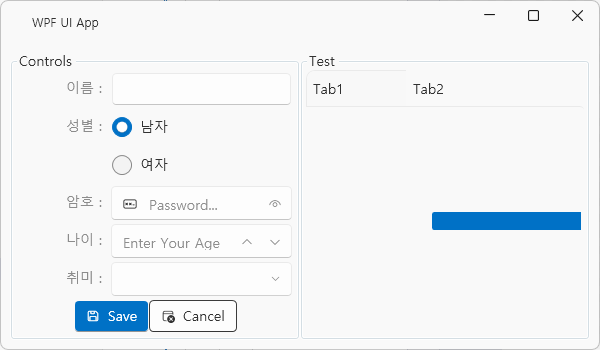 WPF UI App
Controls
이름 :
성별 :
남자
여자
암호 :
Password...
나이 :
Enter Your Age
취미 :
Save
Cancel
Test
Tab1
Tab2